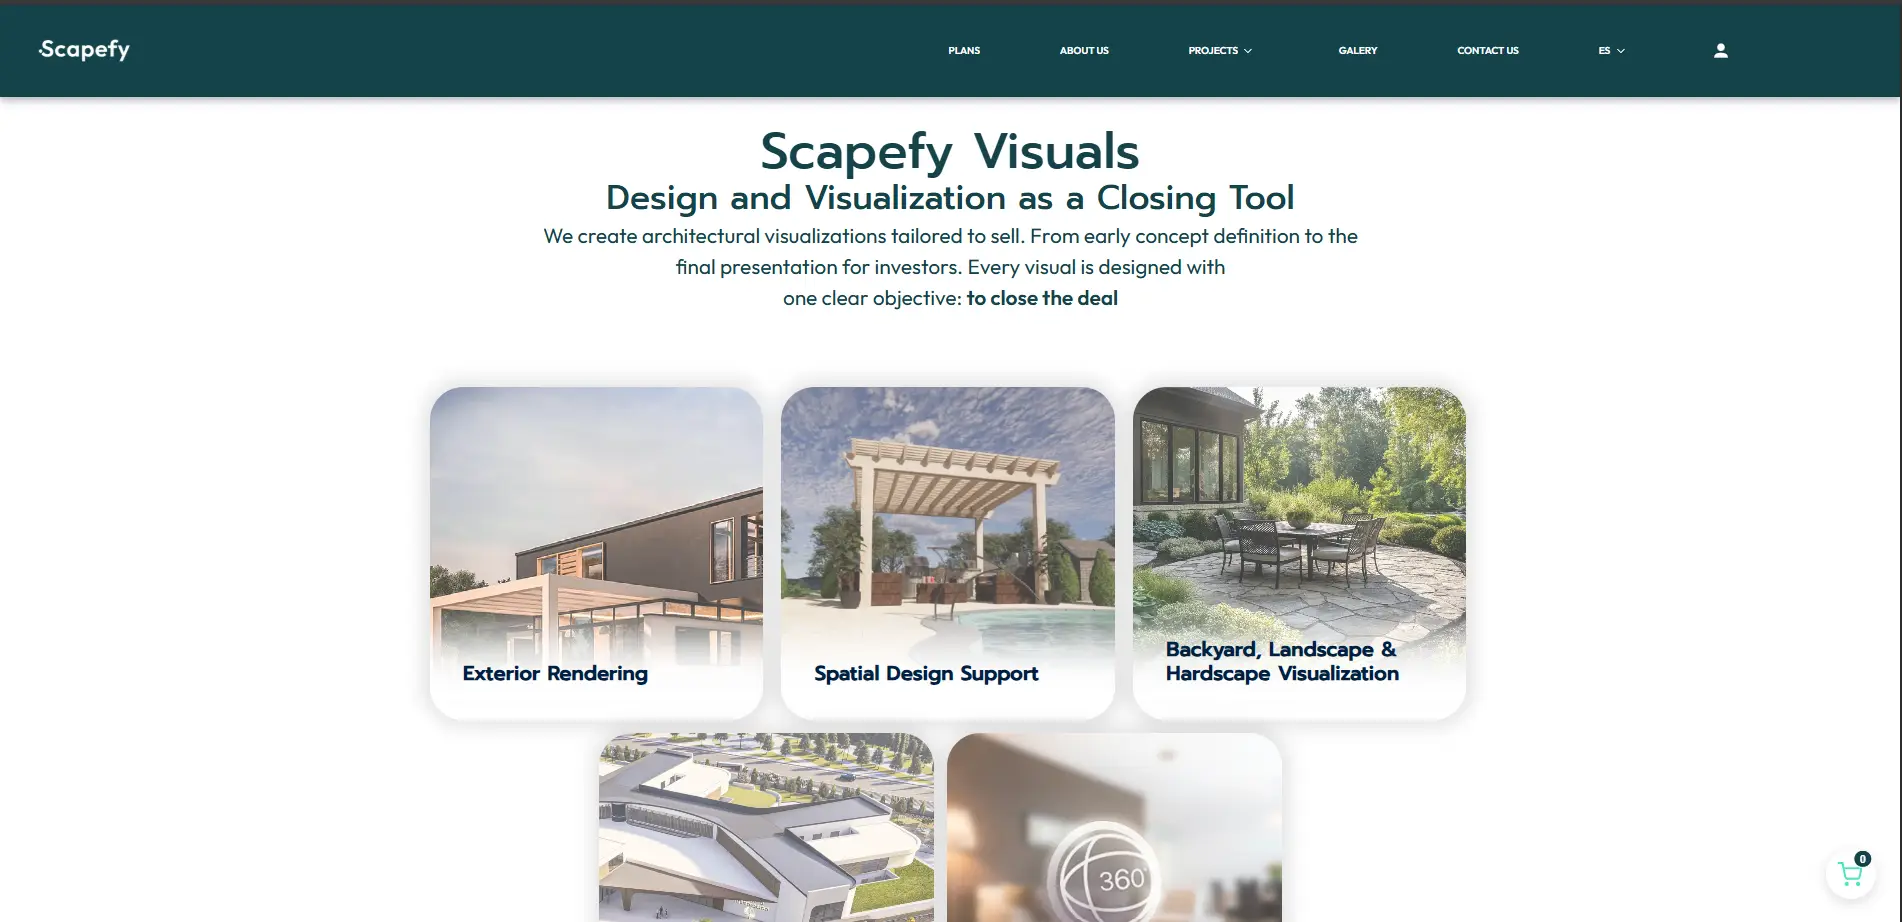 Scapefy
PLANS
ABOUT US
PROJECTS
GALERY
CONTACT US
ES
Scapefy Visuals
Design and Visualization as a Closing Tool
We create architectural visualizations tailored to sell. From early concept definition to the
final presentation for investors. Every visual is designed with
one clear objective: to close the deal
Exterior Rendering
Spatial Design Support
Backyard, Landscape &
Hardscape Visualization
360°
0